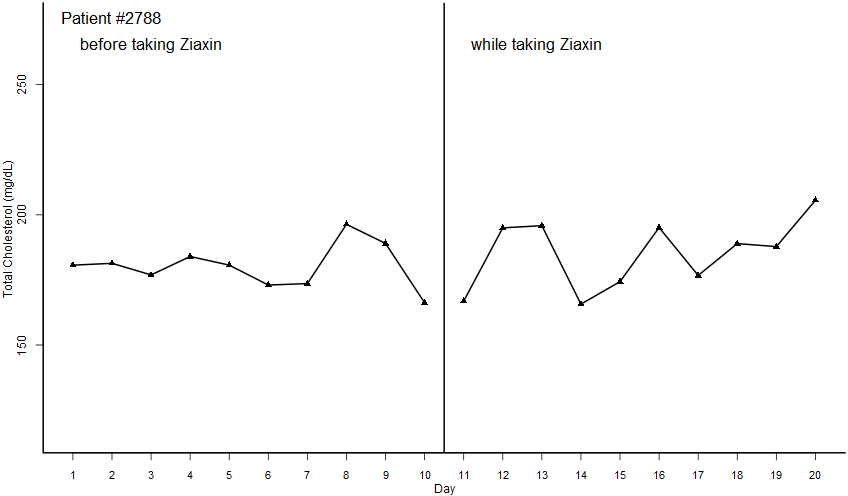 Patient #2788
before taking Ziaxin
while taking Ziaxin
Total Cholesterol (mg/dL)
250
200
150
1 2 3 4 5 6 7 8 9 10 11 12 13 14 15 16 17 18 19 20
Day